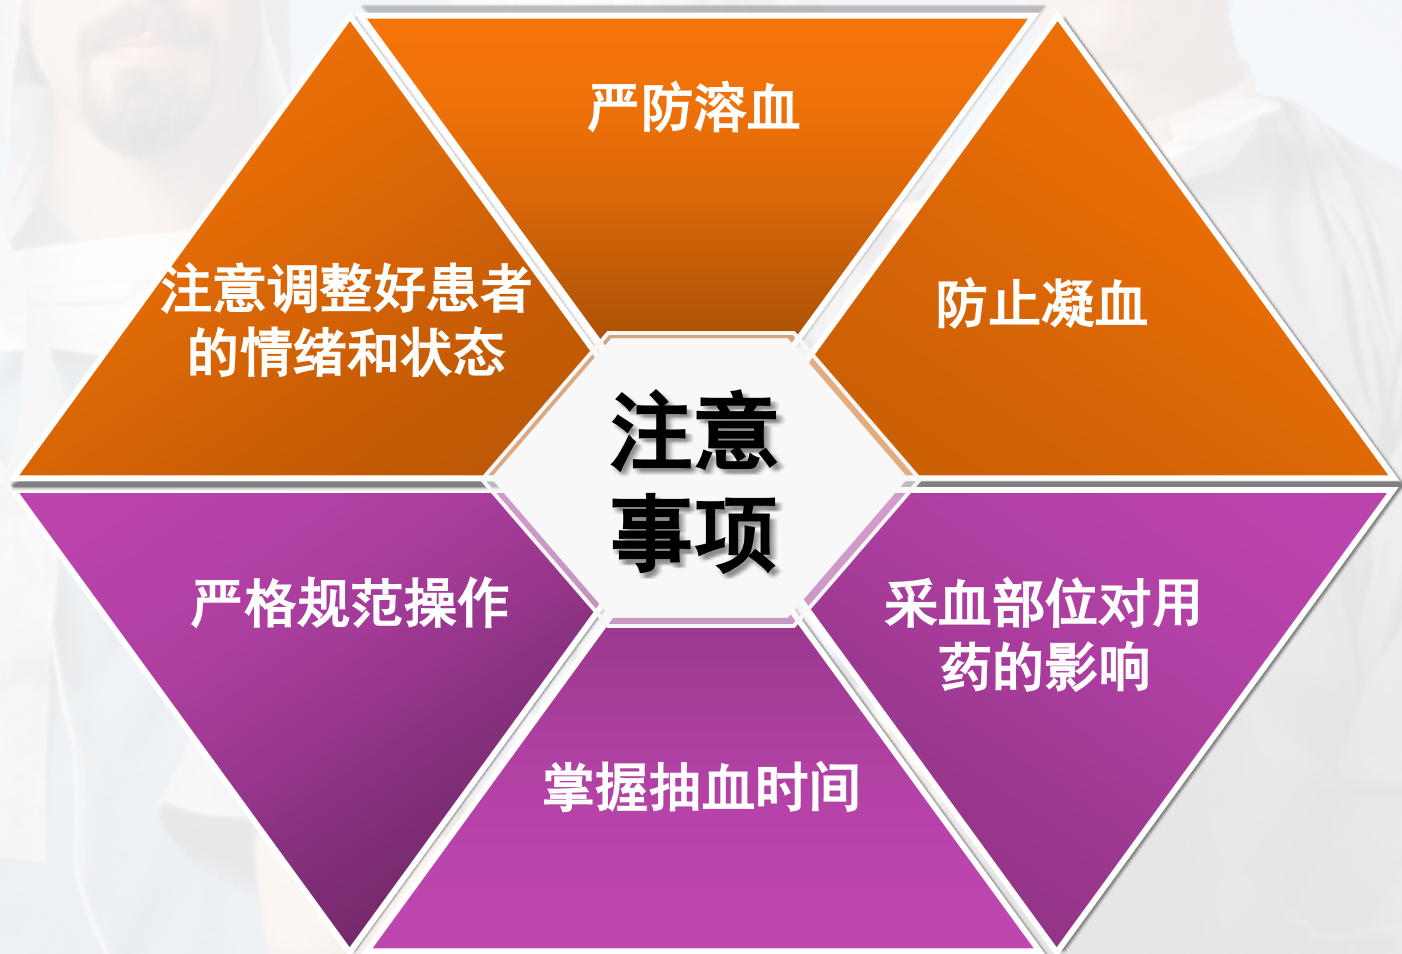 严防溶血
注意调整好患者
的情绪和状态
防止凝血
注意
事项
严格规范操作
采血部位对用
药的影响
掌握抽血时间